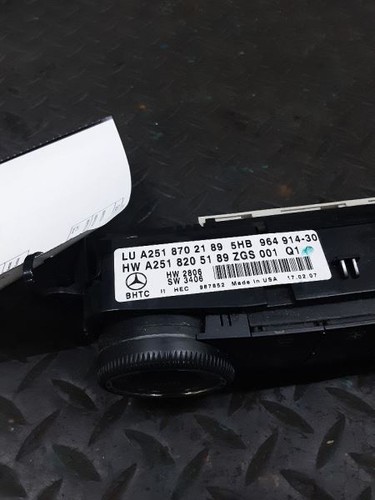 LU A251 870 21 89 5HB 964 914-30
HW A251 820 51 89 ZGS 001 Q1
HW 2806
SW 3406
BHTC II HEC 987852 Made in USA 17.02.07